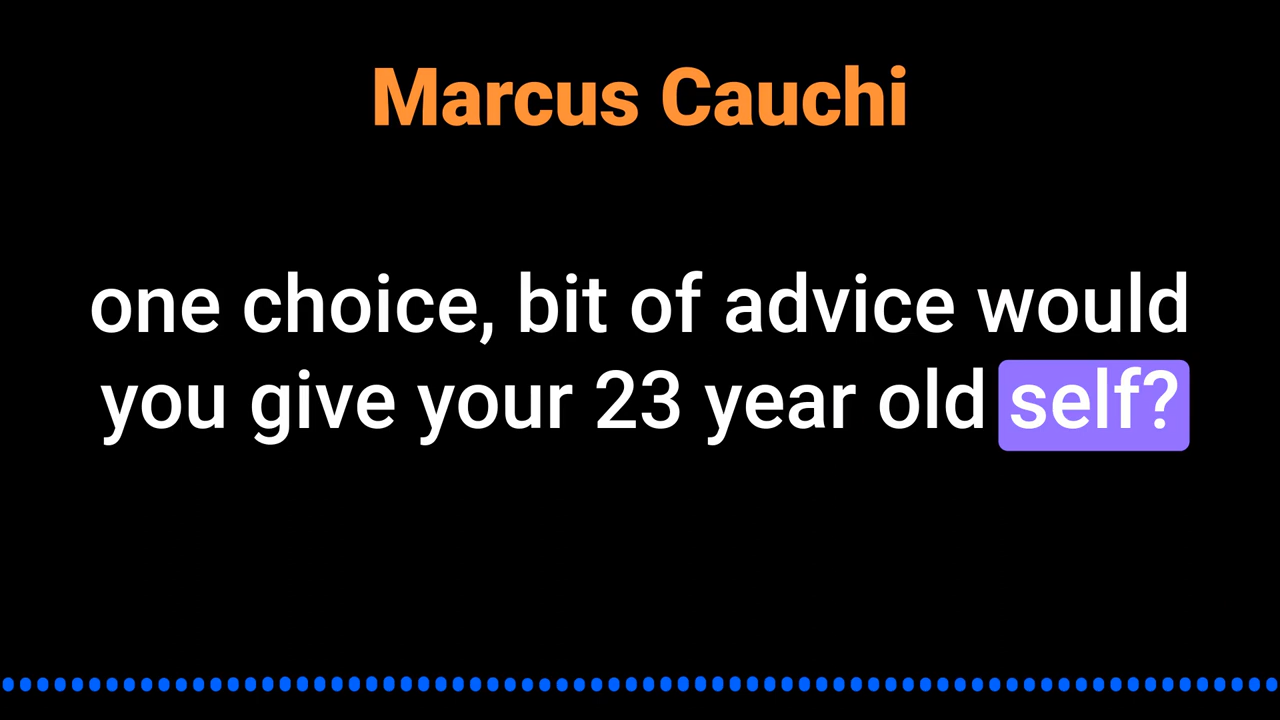 Marcus Cauchi
one choice, bit of advice would
you give your 23 year old self?